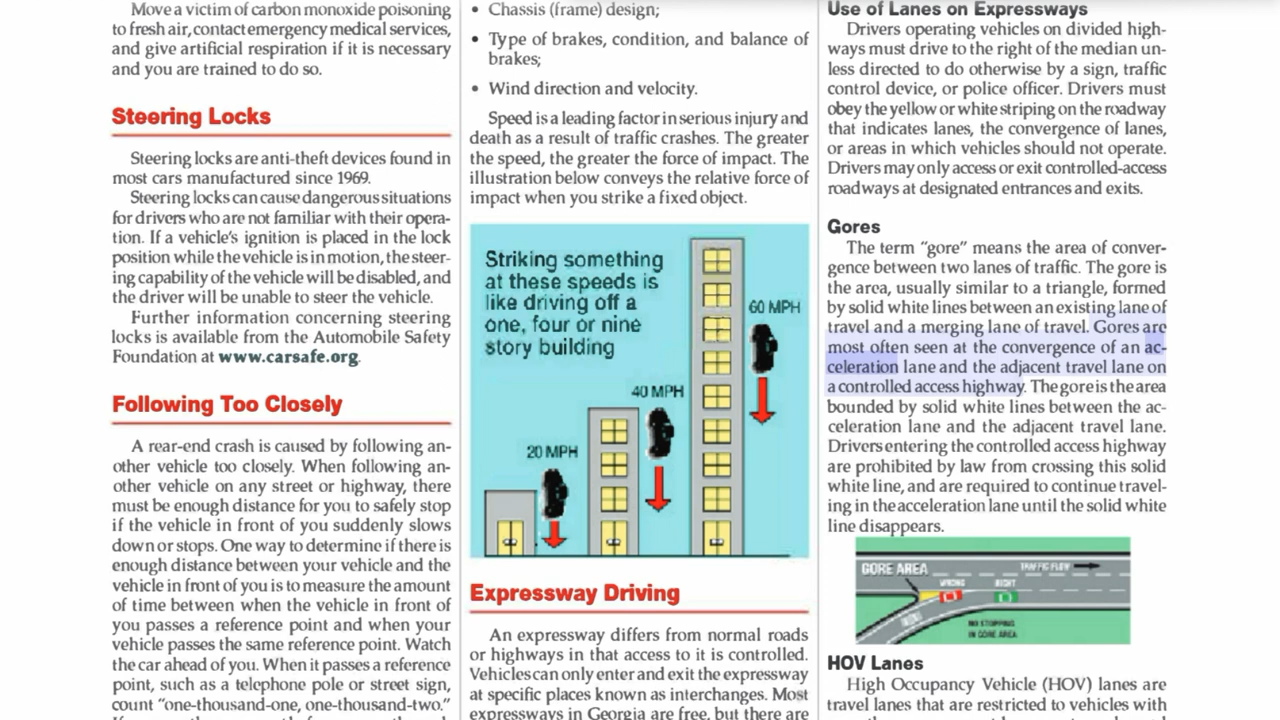 Move a victim of carbon monoxide poisoning
to fresh air, contact emergency medical services,
and give artificial respiration if it is necessary
and you are trained to do so.
Steering Locks
Steering locks are anti-theft devices found in
most cars manufactured since 1969.
Steering locks can cause dangerous situations
for drivers who are not familiar with their opera-
tion. If a vehicle's ignition is placed in the lock
position while the vehicle is in motion, the steer-
ing capability of the vehicle will be disabled, and
the driver will be unable to steer the vehicle.
Further information concerning steering
locks is available from the Automobile Safety
Foundation at www.carsafe.org.
Following Too Closely
A rear-end crash is caused by following an-
other vehicle too closely. When following an-
other vehicle on any street or highway, there
must be enough distance for you to safely stop
if the vehicle in front of you suddenly slows
down or stops. One way to determine if there is
enough distance between your vehicle and the
vehicle in front of you is to measure the amount
of time between when the vehicle in front of
you passes a reference point and when your
vehicle passes the same reference point. Watch
the car ahead of you. When it passes a reference
point, such as a telephone pole or street sign,
count "one-thousand-one, one-thousand-two."
• Chassis (frame) design;
• Type of brakes, condition, and balance of
brakes;
• Wind direction and velocity.
Speed is a leading factor in serious injury and
death as a result of traffic crashes. The greater
the speed, the greater the force of impact. The
illustration below conveys the relative force of
impact when you strike a fixed object.
Striking something
at these speeds is
like driving off a
one, four or nine
story building
60 MPH
40 MPH
20 MPH
Expressway Driving
An expressway differs from normal roads
or highways in that access to it is controlled.
Vehicles can only enter and exit the expressway
at specific places known as interchanges. Most
expressways in Georgia are free, but there are
Use of Lanes on Expressways
Drivers operating vehicles on divided high-
ways must drive to the right of the median un-
less directed to do otherwise by a sign, traffic
control device, or police officer. Drivers must
obey the yellow or white striping on the roadway
that indicates lanes, the convergence of lanes,
or areas in which vehicles should not operate.
Drivers may only access or exit controlled-access
roadways at designated entrances and exits.
Gores
The term "gore" means the area of conver-
gence between two lanes of traffic. The gore is
the area, usually similar to a triangle, formed
by solid white lines between an existing lane of
travel and a merging lane of travel. Gores are
most often seen at the convergence of an ac-
celeration lane and the adjacent travel lane on
a controlled access highway. The gore is the area
bounded by solid white lines between the ac-
celeration lane and the adjacent travel lane.
Drivers entering the controlled access highway
are prohibited by law from crossing this solid
white line, and are required to continue travel-
ing in the acceleration lane until the solid white
line disappears.
GORE AREA
TRAFFIC FLOW
WRONG
RIGHT
NO STOPPING
IN GORE AREA
HOV Lanes
High Occupancy Vehicle (HOV) lanes are
travel lanes that are restricted to vehicles with